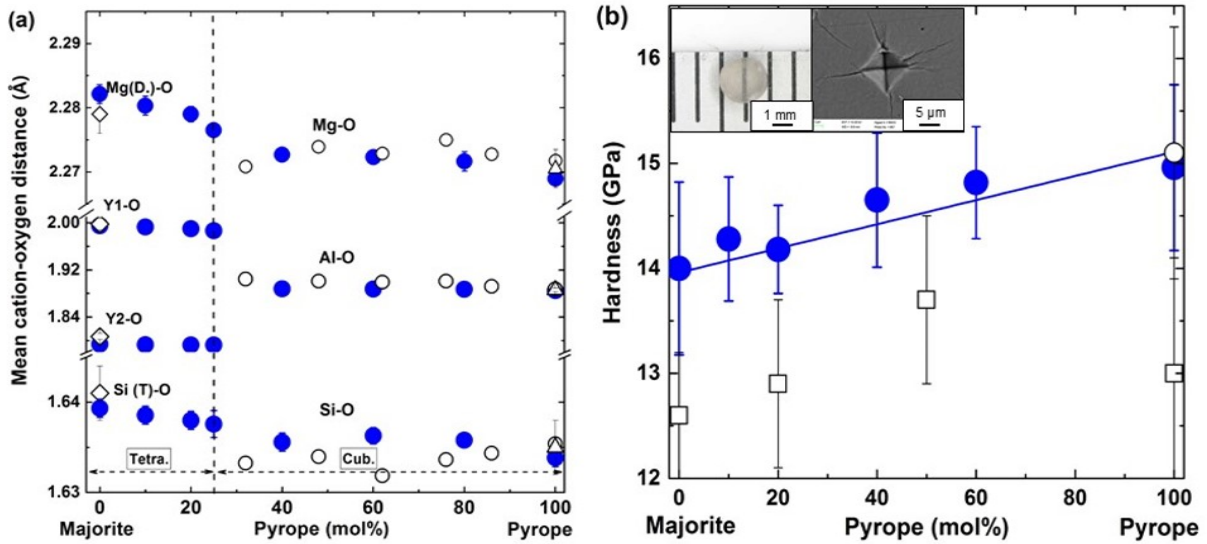 (a)
2.29
2.28
2.27
2.00
1.92
1.84
1.64
1.63
Mean cation-oxygen distance (Å)
Mg(D.)-O
Mg-O
Y1-O
Al-O
Y2-O
Si (T)-O
Si-O
Tetra.
Cub.
0 20 40 60 80 100
Majorite Pyrope (mol%) Pyrope
(b)
16
15
14
13
12
Hardness (GPa)
1 mm
5 µm
0 20 40 60 80 100
Majorite Pyrope (mol%) Pyrope